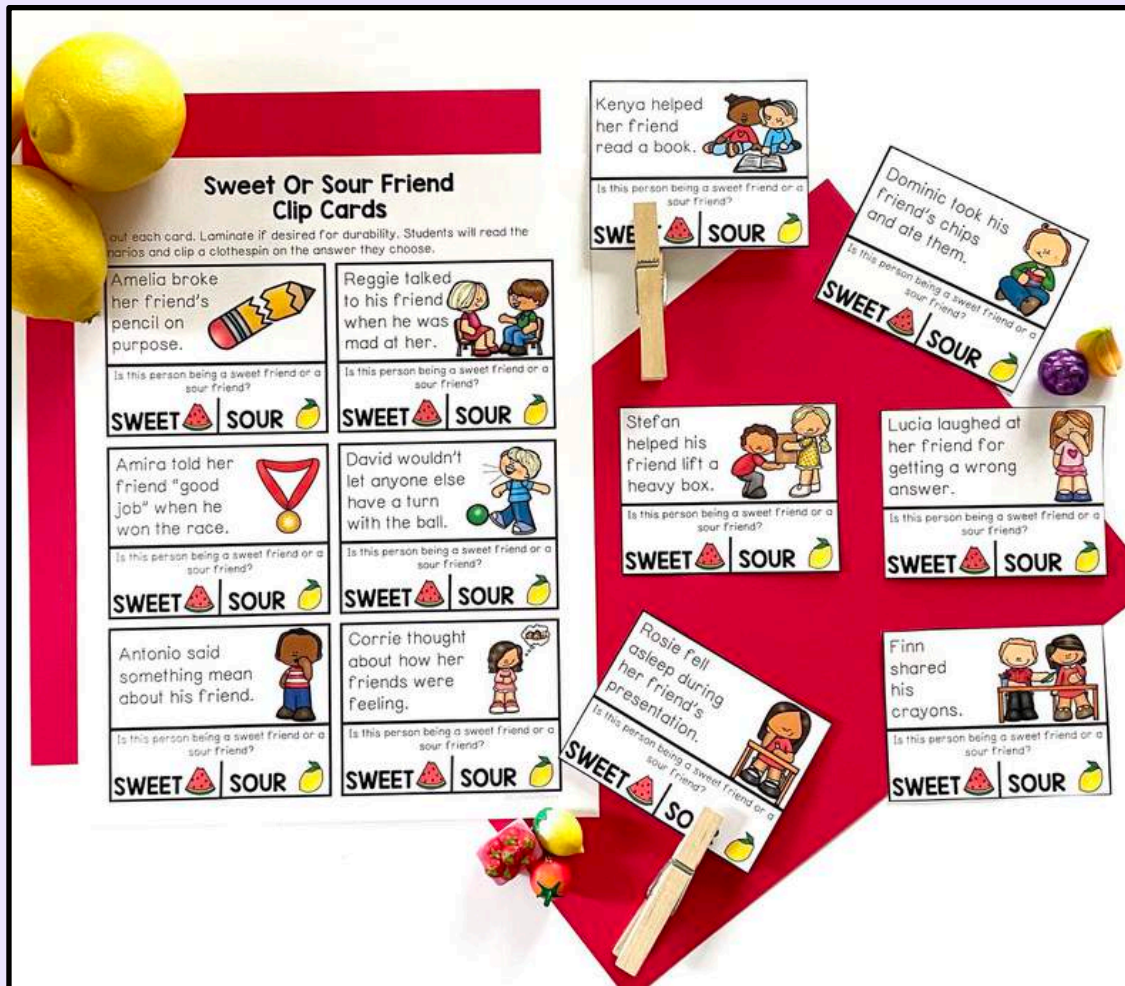 Sweet Or Sour Friend
Clip Cards
out each card. Laminate if desired for durability. Students will read the
narios and clip a clothespin on the answer they choose.
Amelia broke
her friend's
pencil on
purpose.
Is this person being a sweet friend or a
sour friend?
SWEET SOUR
Reggie talked
to his friend
when he was
mad at her.
Is this person being a sweet friend or a
sour friend?
SWEET SOUR
Amira told her
friend "good
job" when he
won the race.
Is this person being a sweet friend or a
sour friend?
SWEET SOUR
David wouldn't
let anyone else
have a turn
with the ball.
Is this person being a sweet friend or a
sour friend?
SWEET SOUR
Antonio said
something mean
about his friend.
Is this person being a sweet friend or a
sour friend?
SWEET SOUR
Corrie thought
about how her
friends were
feeling.
Is this person being a sweet friend or a
sour friend?
SWEET SOUR
Kenya helped
her friend
read a book.
Is this person being a sweet friend or a
sour friend?
SWEET SOUR
Dominic took his
friend's chips
and ate them.
Is this person being a sweet friend or a
sour friend?
SWEET SOUR
Stefan
helped his
friend lift a
heavy box.
Is this person being a sweet friend or a
sour friend?
SWEET SOUR
Lucia laughed at
her friend for
getting a wrong
answer.
Is this person being a sweet friend or a
sour friend?
SWEET SOUR
Rosie fell
asleep during
her friend's
presentation.
Is this person being a sweet friend or a
sour friend?
SWEET SO
Finn
shared
his
crayons.
Is this person being a sweet friend or a
sour friend?
SWEET SOUR